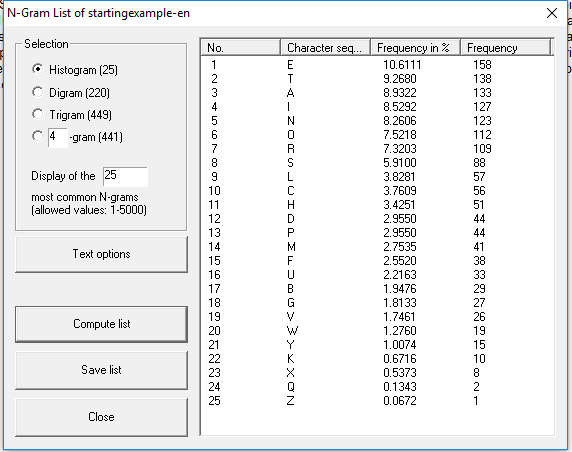 N-Gram List of startingexample-en
Selection
Histogram (25)
Digram (220)
Trigram (449)
4 -gram (441)
Display of the 25
most common N-grams
(allowed values: 1-5000)
Text options
Compute list
Save list
Close
No. Character seq... Frequency in % Frequency
1 E 10.6111 158
2 T 9.2680 138
3 A 8.9322 133
4 I 8.5292 127
5 N 8.2606 123
6 O 7.5218 112
7 R 7.3203 109
8 S 5.9100 88
9 L 3.8281 57
10 C 3.7609 56
11 H 3.4251 51
12 D 2.9550 44
13 P 2.9550 44
14 M 2.7535 41
15 F 2.5520 38
16 U 2.2163 33
17 B 1.9476 29
18 G 1.8133 27
19 V 1.7461 26
20 W 1.2760 19
21 Y 1.0074 15
22 K 0.6716 10
23 X 0.5373 8
24 Q 0.1343 2
25 Z 0.0672 1